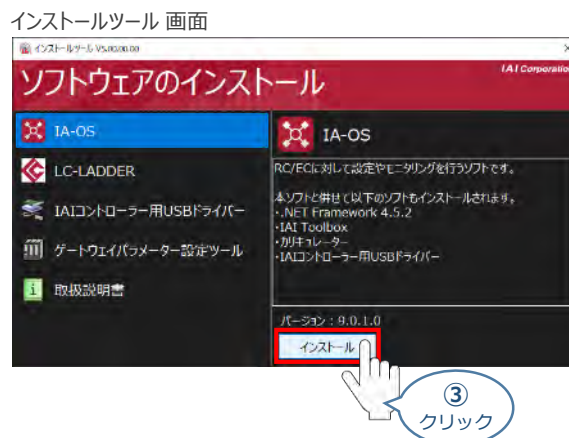 インストールツール 画面
インストールツール V5.00.00.00
×
ソフトウェアのインストール
IAI Corporation
IA-OS
LC-LADDER
IAIコントローラー用USBドライバー
ゲートウェイパラメーター設定ツール
取扱説明書
IA-OS
RC/ECに対して設定やモニタリングを行うソフトです。
本ソフトと併せて以下のソフトもインストールされます。
・.NET Framework 4.5.2
・IAI Toolbox
・カリキュレーター
・IAIコントローラー用USBドライバー
バージョン：9.0.1.0
インストール
③
クリック